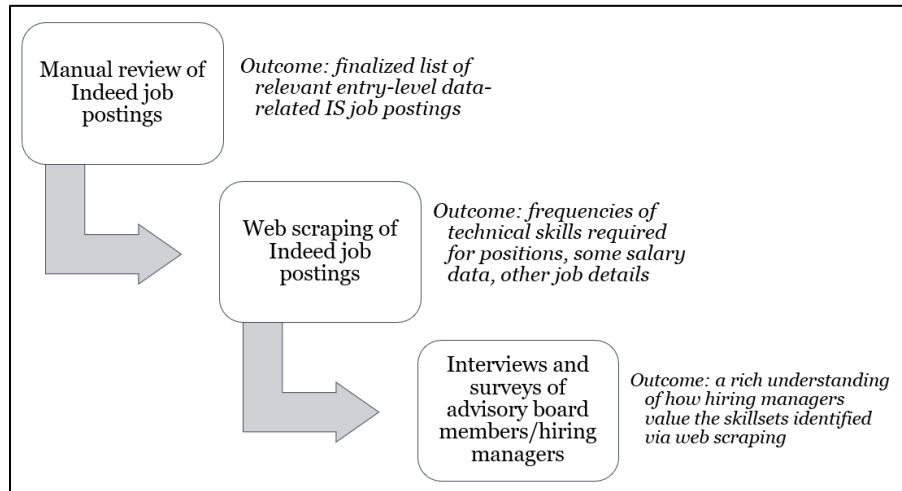 Manual review of
Indeed job
postings
Outcome: finalized list of
relevant entry-level data-
related IS job postings
Web scraping of
Indeed job
postings
Outcome: frequencies of
technical skills required
for positions, some salary
data, other job details
Interviews and
surveys of
advisory board
members/hiring
managers
Outcome: a rich understanding
of how hiring managers
value the skillsets identified
via web scraping